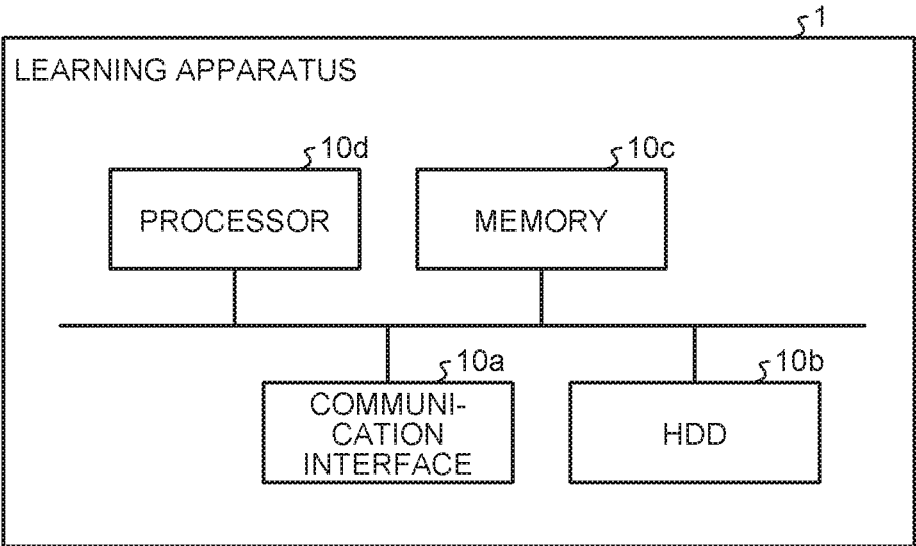 1
LEARNING APPARATUS
10d
10c
PROCESSOR
MEMORY
10a
10b
COMMUNI-
CATION
INTERFACE
HDD